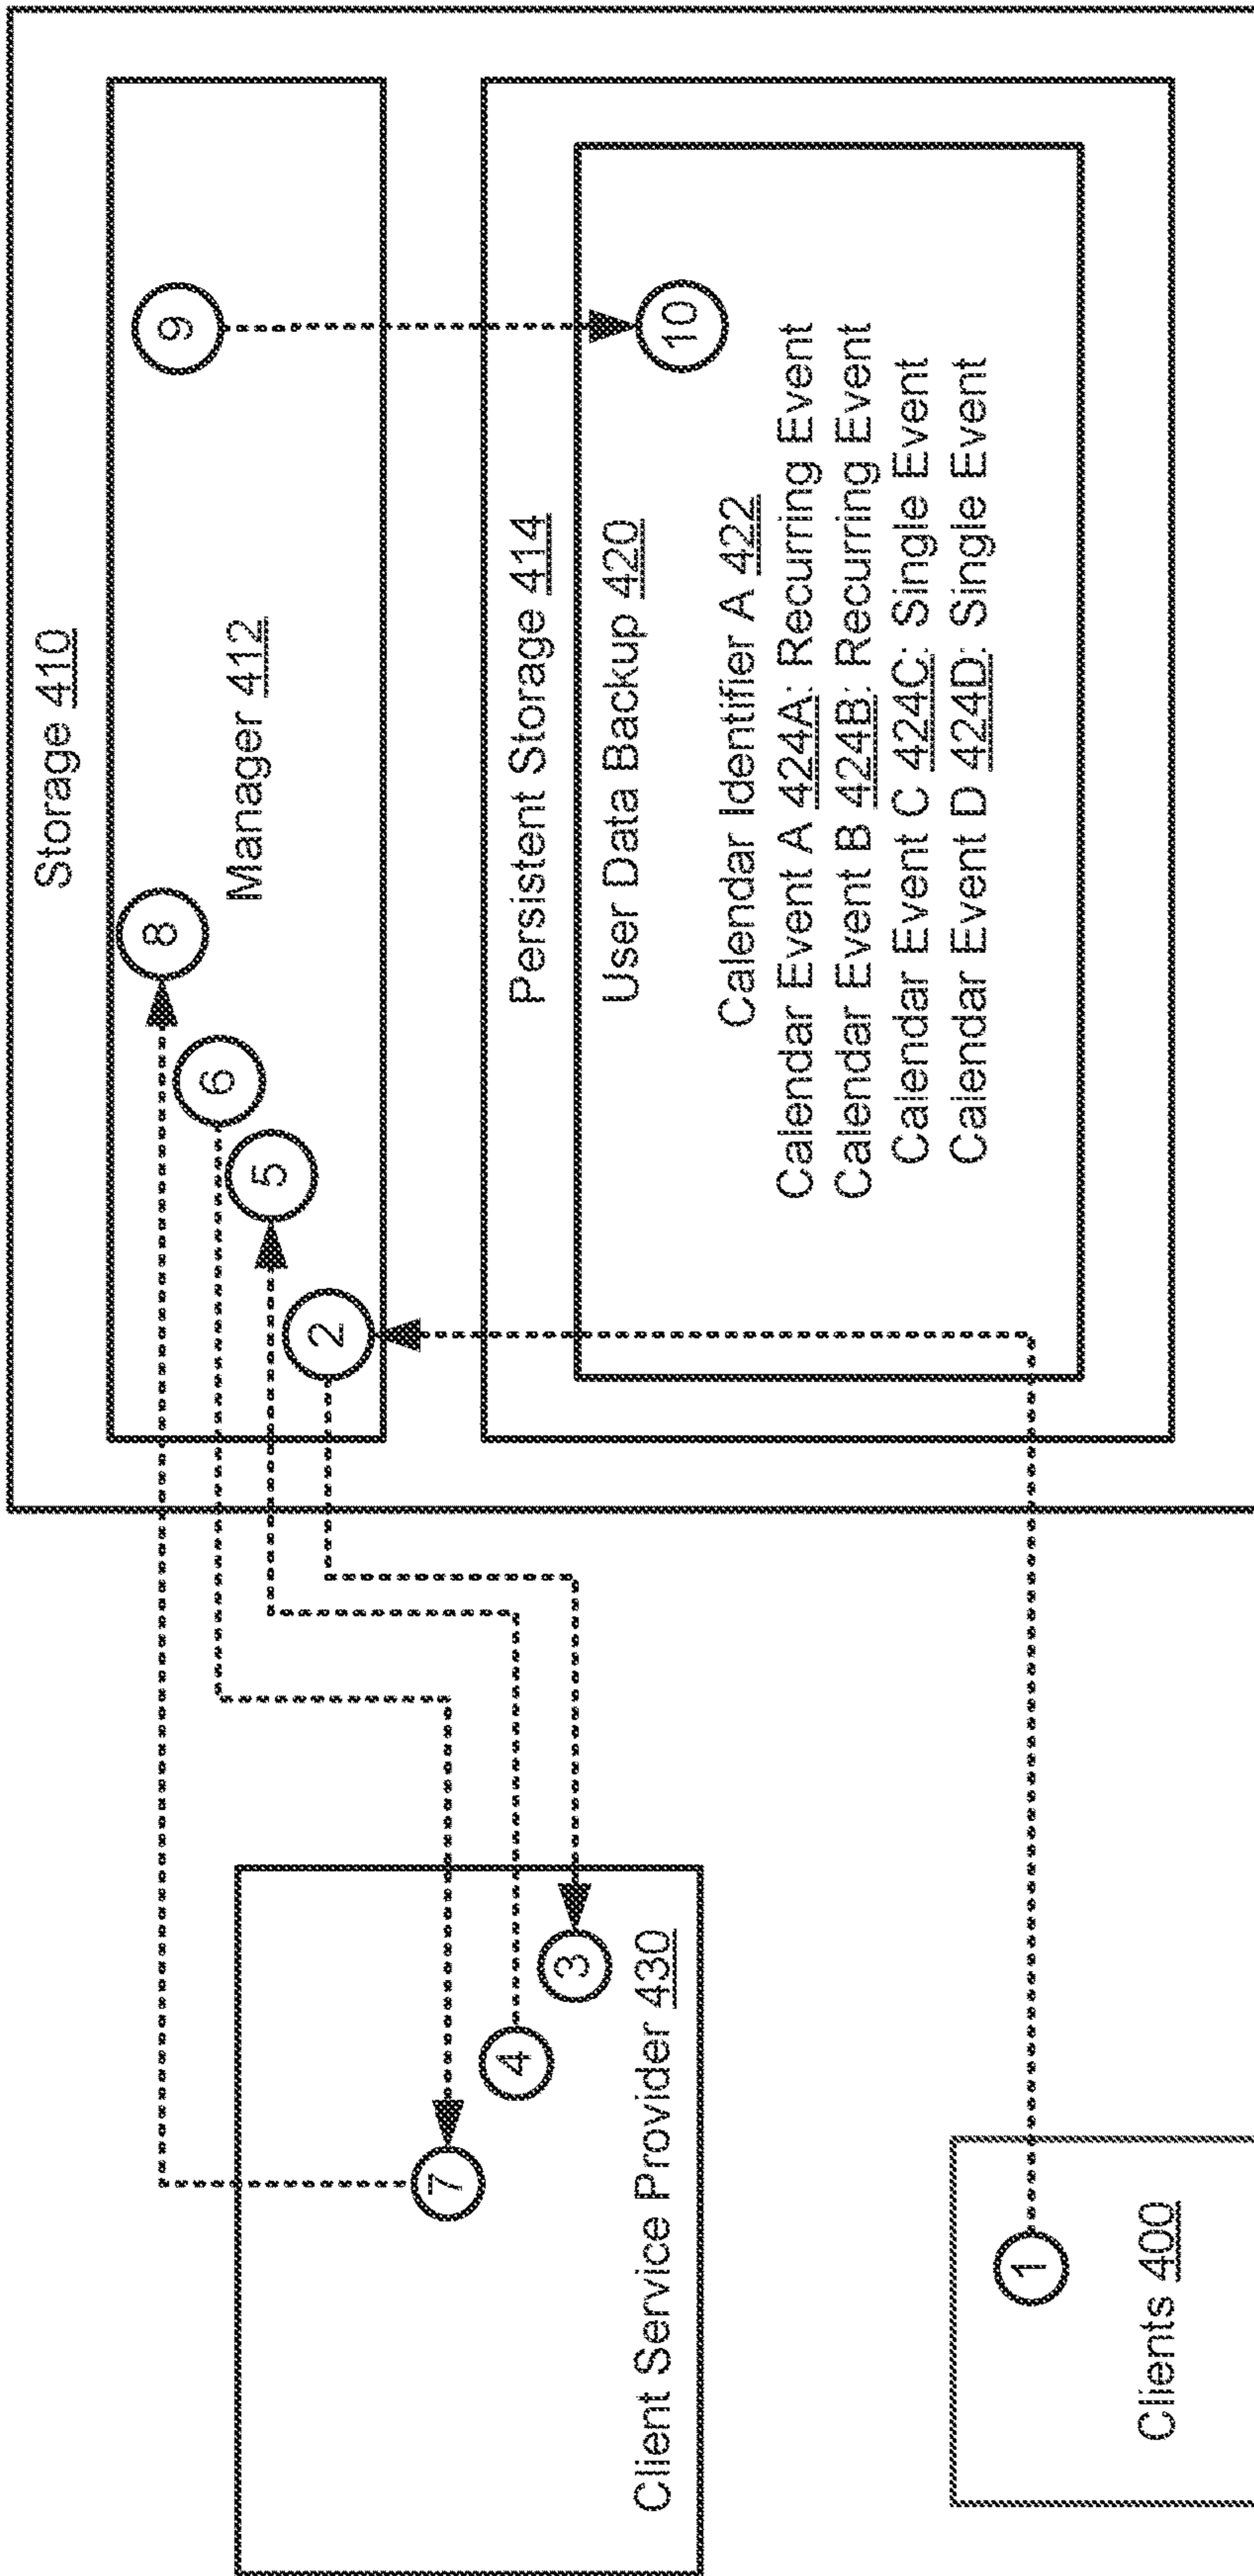 Storage 410
Manager 412
8
6
5
2
9
Persistent Storage 414
User Data Backup 420
10
Calendar Identifier A 422
Calendar Event A 424A: Recurring Event
Calendar Event B 424B: Recurring Event
Calendar Event C 424C: Single Event
Calendar Event D 424D: Single Event
7
4
3
Client Service Provider 430
1
Clients 400